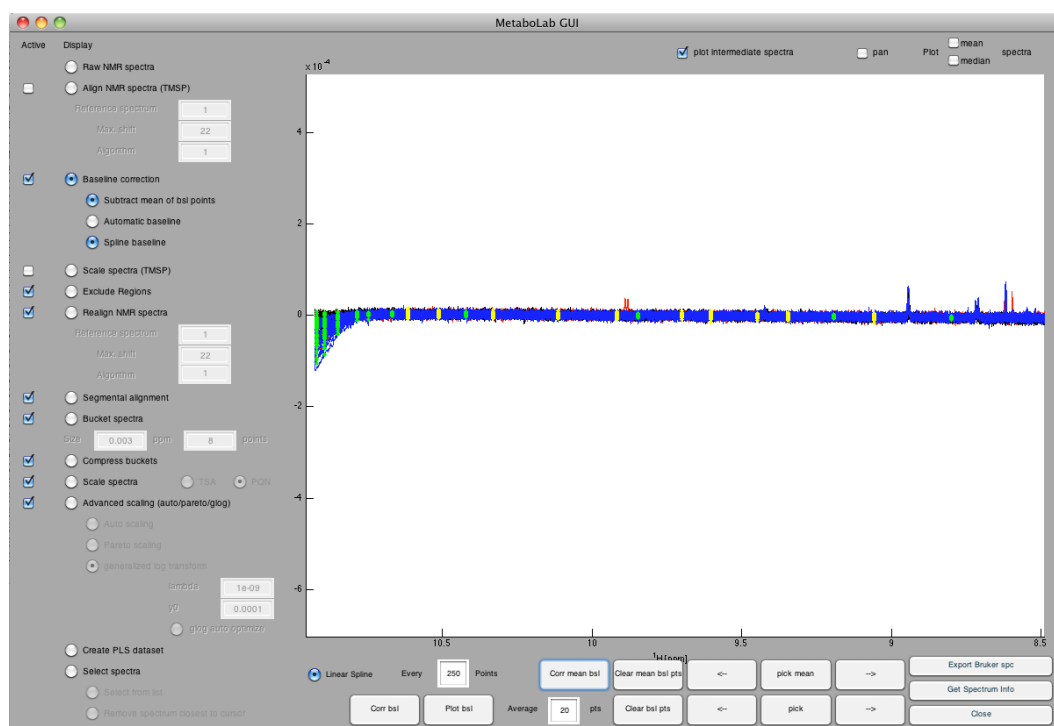 MetaboLab GUI
Active Display
plot intermediate spectra pan Plot mean median spectra
Raw NMR spectra
Align NMR spectra (TMSP)
Reference spectrum 1
Max. shift 22
Algorithm 1
Baseline correction
Subtract mean of bsl points
Automatic baseline
Spline baseline
Scale spectra (TMSP)
Exclude Regions
Realign NMR spectra
Reference spectrum 1
Max. shift 22
Algorithm 1
Segmental alignment
Bucket spectra
Size 0.003 ppm 8 points
Compress buckets
Scale spectra TSA PQN
Advanced scaling (auto/pareto/glog)
Auto scaling
Pareto scaling
generalized log transform
lambda 1e-09
y0 0.0001
glog auto optimize
Create PLS dataset
Select spectra
Select from list
Remove spectrum closest to cursor
x 10⁻⁴
4
2
0
-2
-4
-6
10.5 10 9.5 9 8.5
¹H [ppm]
Linear Spline Every 250 Points Corr mean bsl Clear mean bsl pts <-- pick mean --> Export Bruker spc
Get Spectrum Info
Corr bsl Plot bsl Average 20 pts Clear bsl pts <-- pick --> Close